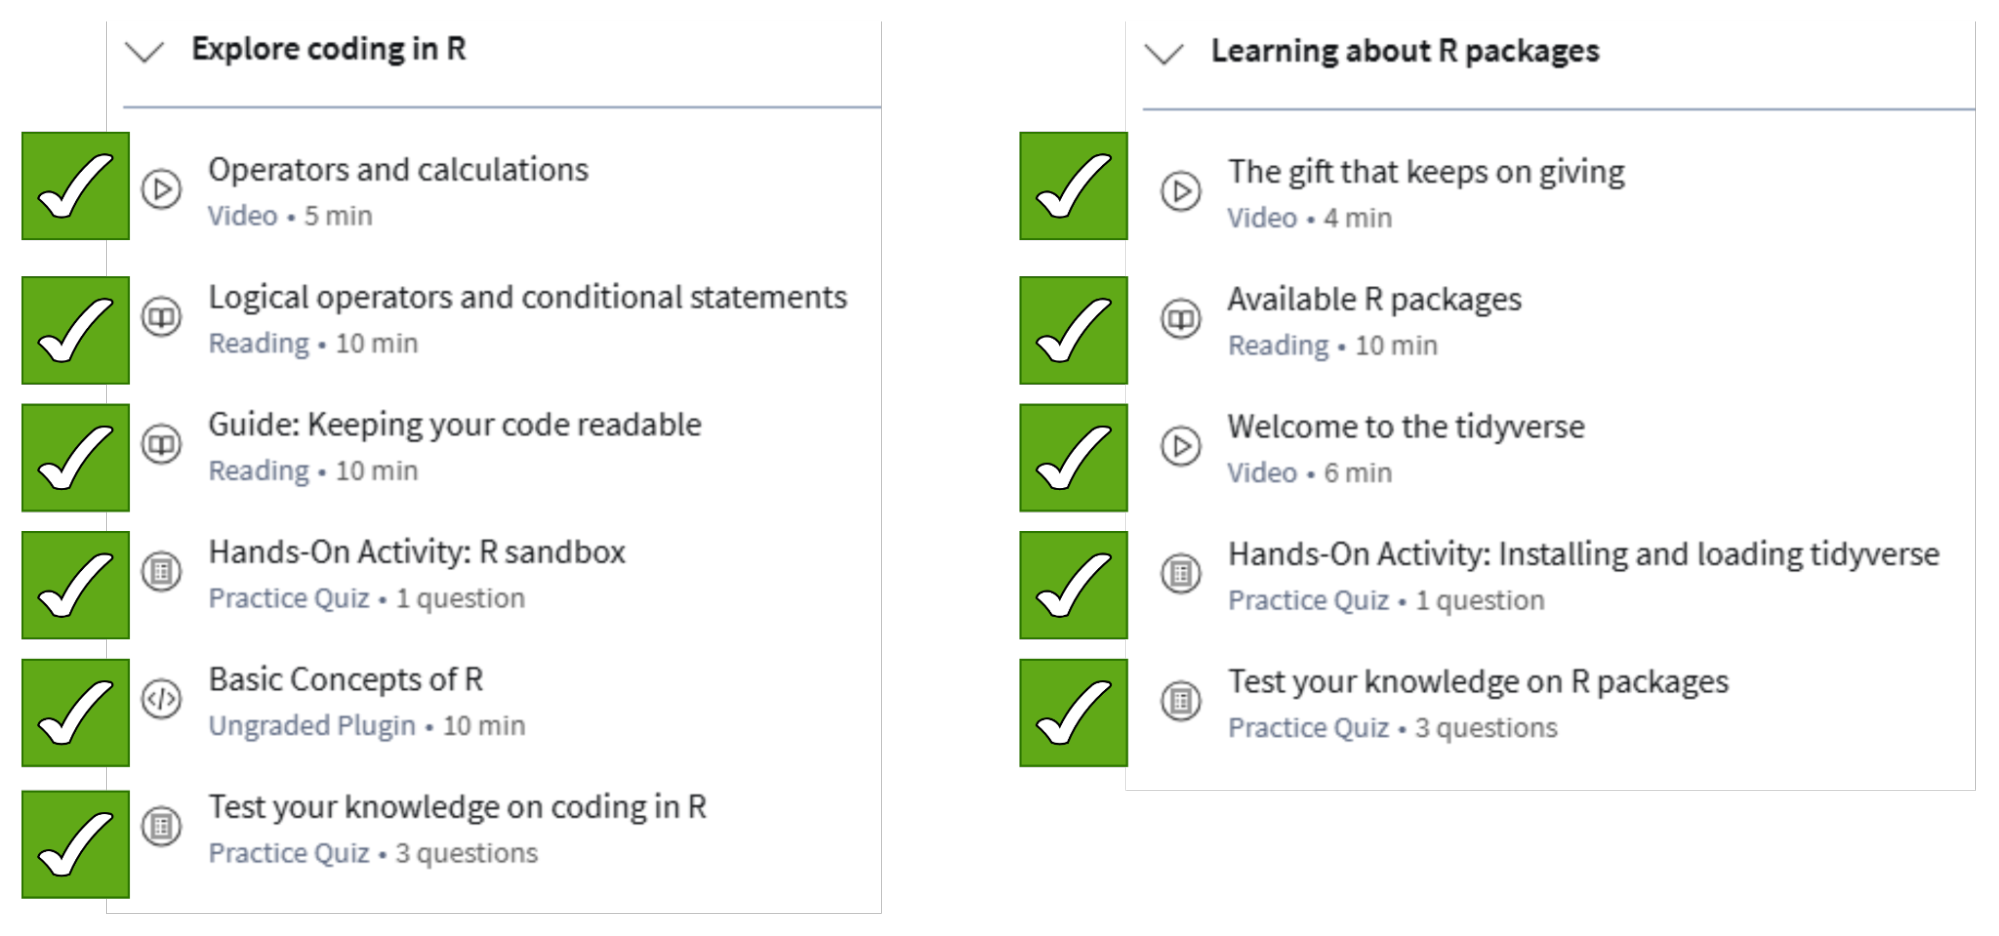 Explore coding in R
Operators and calculations
Video • 5 min
Logical operators and conditional statements
Reading • 10 min
Guide: Keeping your code readable
Reading • 10 min
Hands-On Activity: R sandbox
Practice Quiz • 1 question
Basic Concepts of R
Ungraded Plugin • 10 min
Test your knowledge on coding in R
Practice Quiz • 3 questions
Learning about R packages
The gift that keeps on giving
Video • 4 min
Available R packages
Reading • 10 min
Welcome to the tidyverse
Video • 6 min
Hands-On Activity: Installing and loading tidyverse
Practice Quiz • 1 question
Test your knowledge on R packages
Practice Quiz • 3 questions